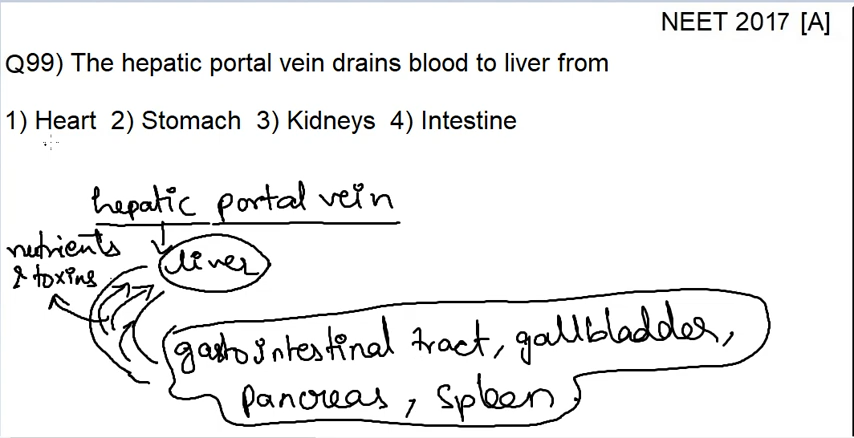 NEET 2017 [A]
Q99) The hepatic portal vein drains blood to liver from
1) Heart 2) Stomach 3) Kidneys 4) Intestine
hepatic portal vein
nutrients
& toxins
liver
gastointestinal tract, gallbladder,
pancreas, spleen.